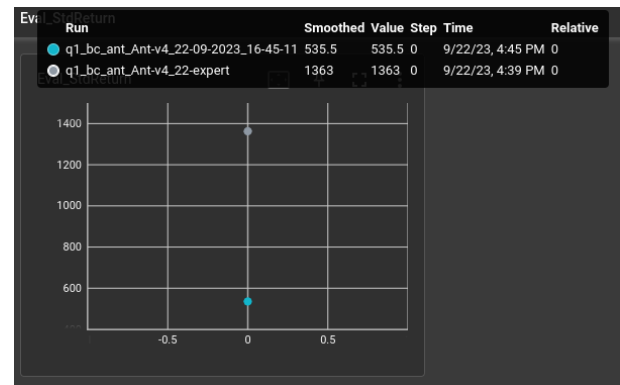 Eval_StdReturn
Run Smoothed Value Step Time Relative
q1_bc_ant_Ant-v4_22-09-2023_16-45-11 535.5 535.5 0 9/22/23, 4:45 PM 0
q1_bc_ant_Ant-v4_22-expert 1363 1363 0 9/22/23, 4:39 PM 0
Eval_StdReturn
1400
1200
1000
800
600
-0.5 0 0.5